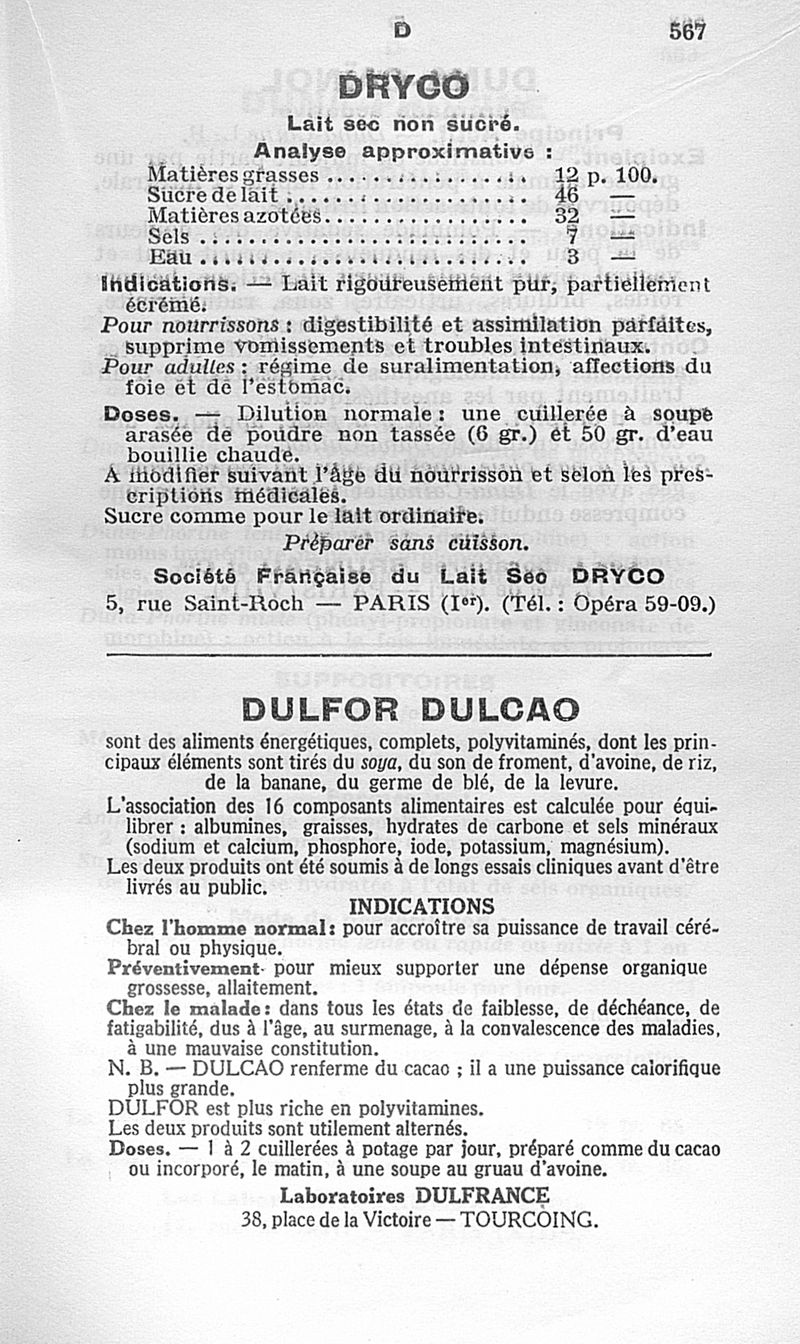 D 567
DRYCO
Lait sec non sucré.
Analyse approximative :
Matières grasses .................. 12 p. 100.
Sucre de lait .................. 46 —
Matières azotées.................. 32 —
Sels .................. 7 —
Eau .................. 3 —
Indications. — Lait rigoureusement pur, partiellement
écrémé.
Pour nourrissons : digestibilité et assimilation parfaites,
supprime vomissements et troubles intestinaux.
Pour adultes : régime de suralimentation, affections du
foie et de l'estomac.
Doses. — Dilution normale : une cuillerée à soupe
arasée de poudre non tassée (6 gr.) et 50 gr. d'eau
bouillie chaude.
A modifier suivant l'âge du nourrisson et selon les pres-
criptions médicales.
Sucre comme pour le lait ordinaire.
Préparer sans cuisson.
Société Française du Lait Sec DRYCO
5, rue Saint-Roch — PARIS (Ier). (Tél. : Opéra 59-09.)
DULFOR DULCAO
sont des aliments énergétiques, complets, polyvitaminés, dont les prin-
cipaux éléments sont tirés du soya, du son de froment, d'avoine, de riz,
de la banane, du germe de blé, de la levure.
L'association des 16 composants alimentaires est calculée pour équi-
librer : albumines, graisses, hydrates de carbone et sels minéraux
(sodium et calcium, phosphore, iode, potassium, magnésium).
Les deux produits ont été soumis à de longs essais cliniques avant d'être
livrés au public.
INDICATIONS
Chez l'homme normal : pour accroître sa puissance de travail céré-
bral ou physique.
Préventivement· pour mieux supporter une dépense organique
grossesse, allaitement.
Chez le malade : dans tous les états de faiblesse, de déchéance, de
fatigabilité, dus à l'âge, au surmenage, à la convalescence des maladies,
à une mauvaise constitution.
N. B. — DULCAO renferme du cacao ; il a une puissance calorifique
plus grande.
DULFOR est plus riche en polyvitamines.
Les deux produits sont utilement alternés.
Doses. — 1 à 2 cuillerées à potage par jour, préparé comme du cacao
ou incorporé, le matin, à une soupe au gruau d'avoine.
Laboratoires DULFRANCE
38, place de la Victoire — TOURCOING.